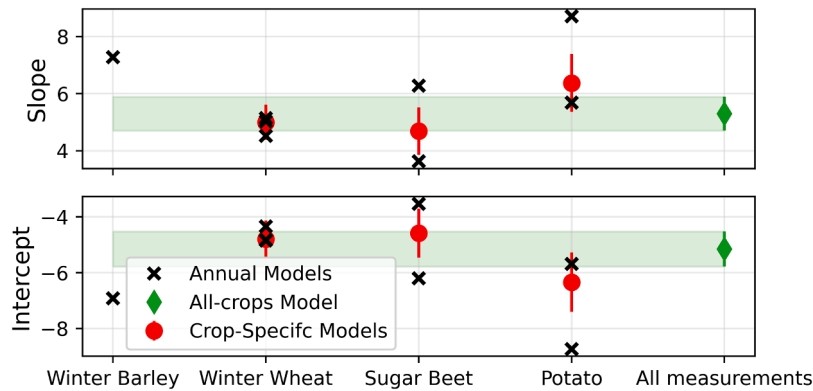 Slope
8
6
4
Intercept
−4
−6
−8
Annual Models
All-crops Model
Crop-Specifc Models
Winter Barley Winter Wheat Sugar Beet Potato All measurements